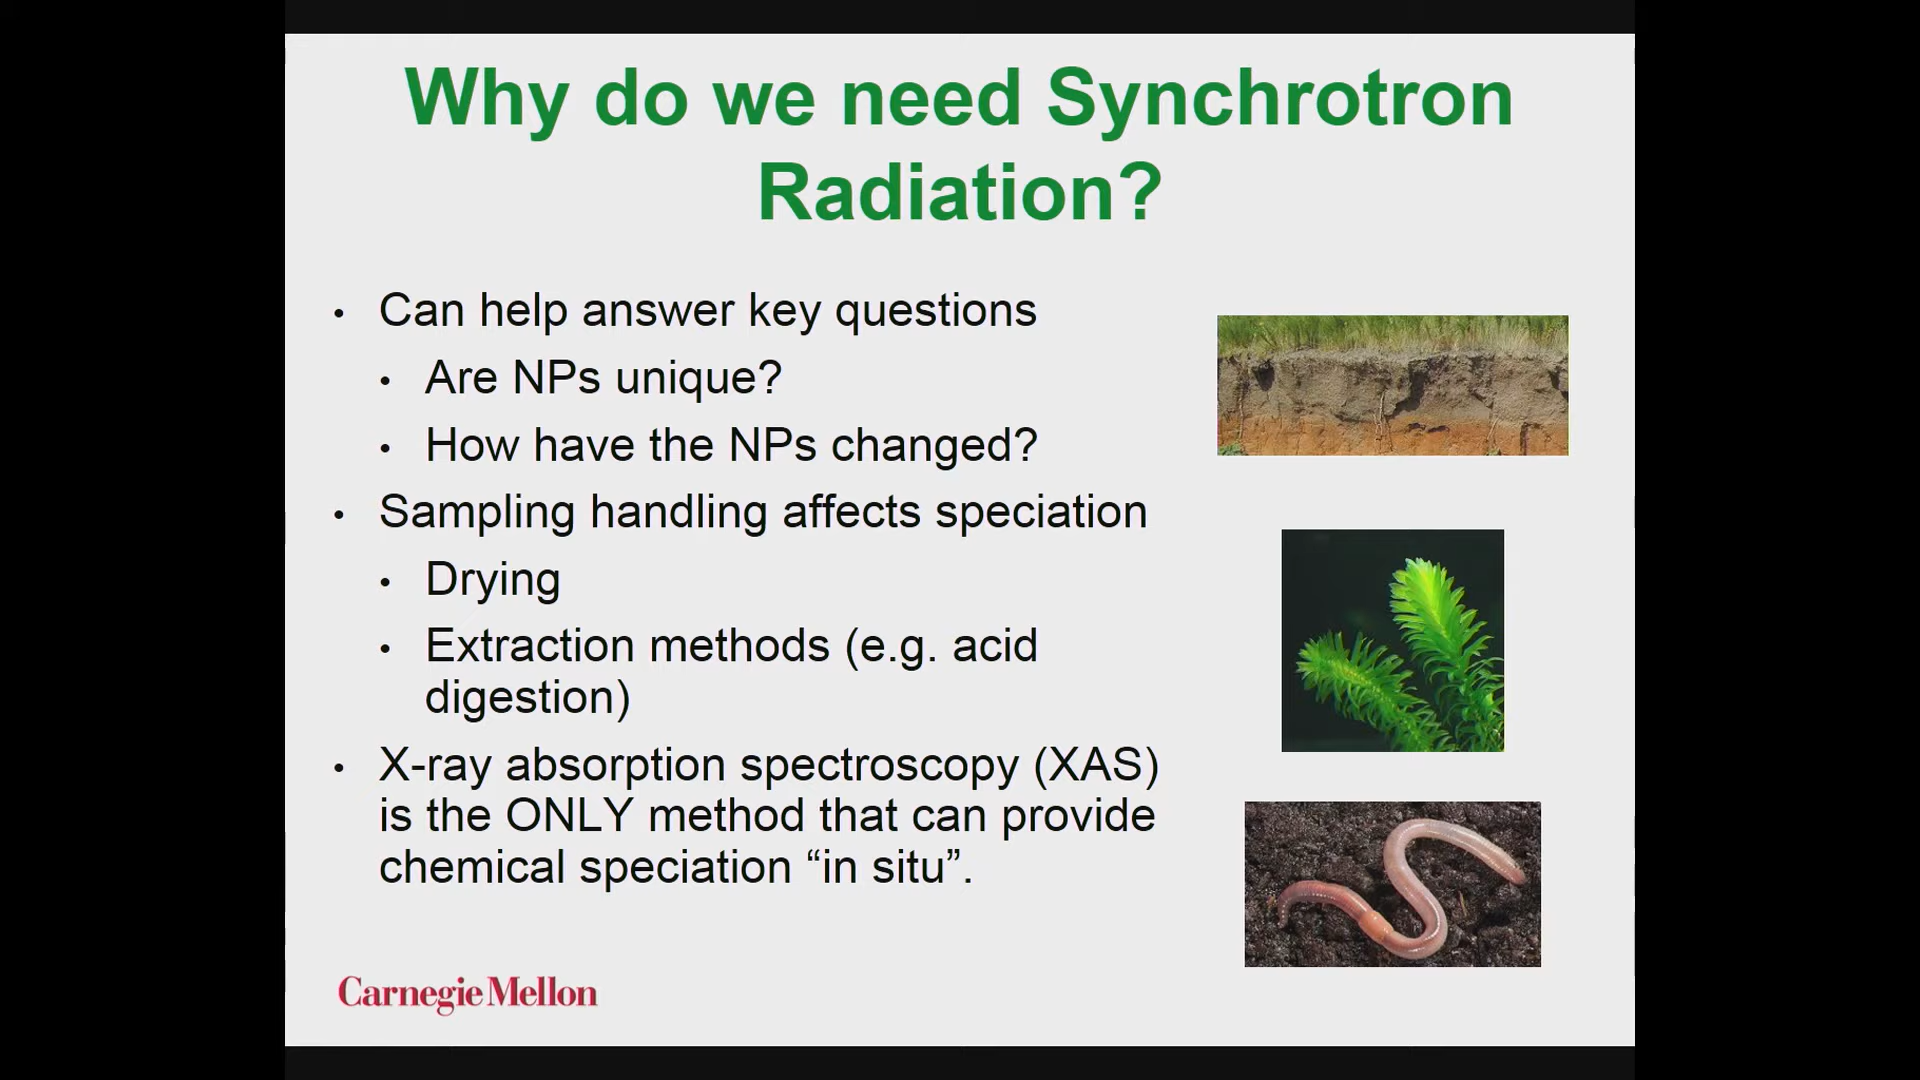 Why do we need Synchrotron
Radiation?
• Can help answer key questions
• Are NPs unique?
• How have the NPs changed?
• Sampling handling affects speciation
• Drying
• Extraction methods (e.g. acid
digestion)
• X-ray absorption spectroscopy (XAS)
is the ONLY method that can provide
chemical speciation “in situ”.
Carnegie Mellon